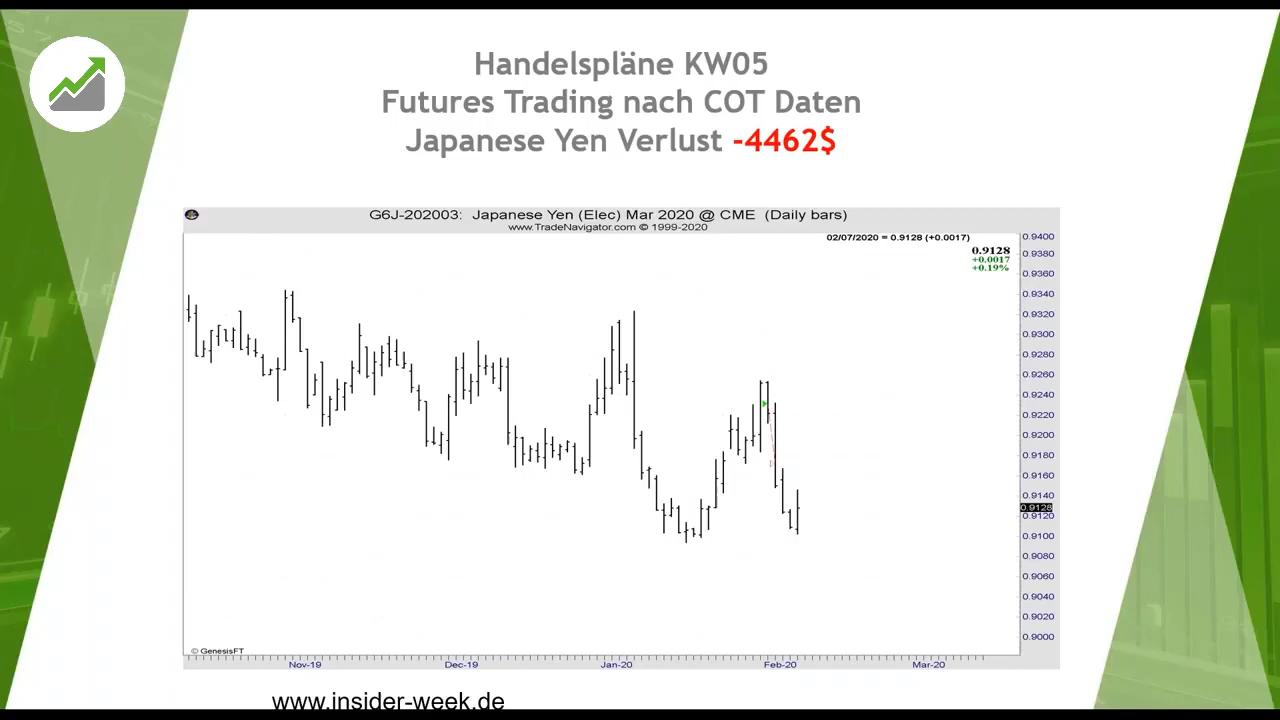 Handelspläne KW05
Futures Trading nach COT Daten
Japanese Yen Verlust -4462$
G6J-202003: Japanese Yen (Elec) Mar 2020 @ CME (Daily bars)
www.TradeNavigator.com © 1999-2020
02/07/2020 = 0.9128 (+0.0017)
0.9128
+0.0017
+0.19%
0.9400
0.9380
0.9360
0.9340
0.9320
0.9300
0.9280
0.9260
0.9240
0.9220
0.9200
0.9180
0.9160
0.9140
0.9128
0.9120
0.9100
0.9080
0.9060
0.9040
0.9020
0.9000
© GenesisFT
Nov-19 Dec-19 Jan-20 Feb-20 Mar-20
www.insider-week.de